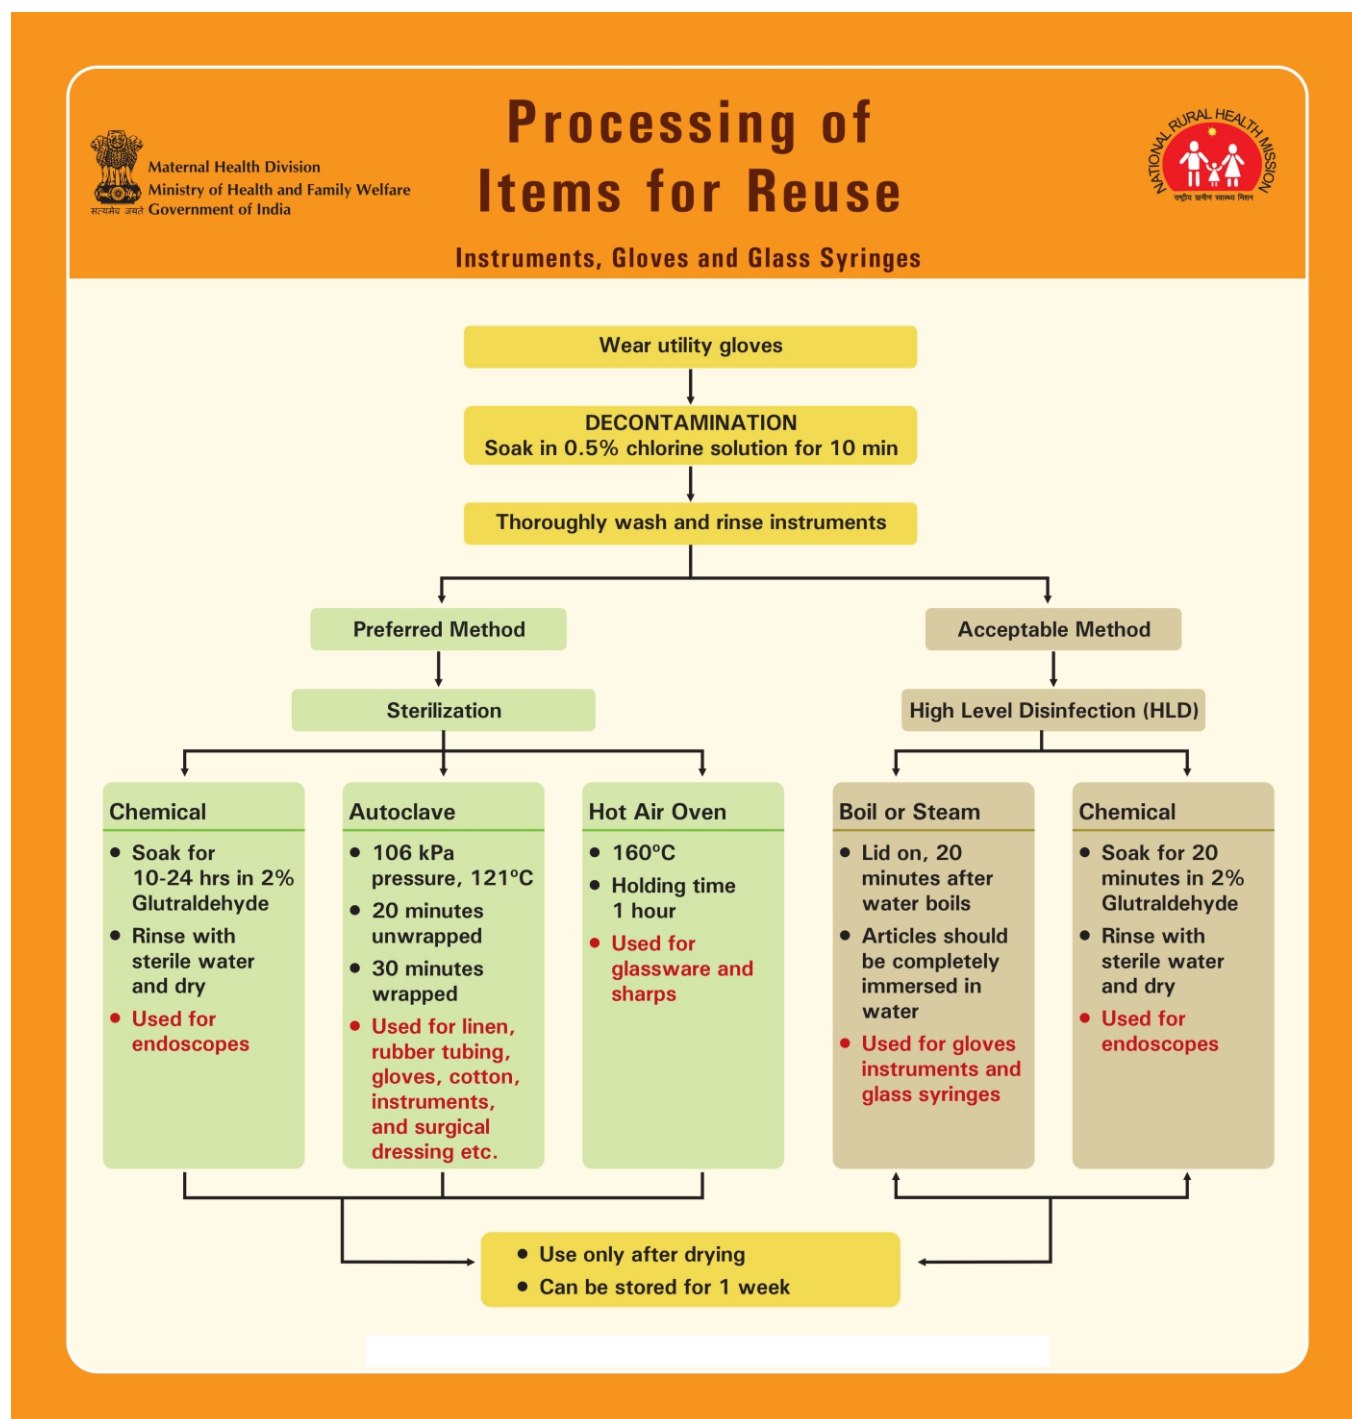 Processing of
Items for Reuse
Instruments, Gloves and Glass Syringes
सत्यमेव जयते
Maternal Health Division
Ministry of Health and Family Welfare
Government of India
NATIONAL RURAL HEALTH MISSION
राष्ट्रीय ग्रामीण स्वास्थ्य मिशन
Wear utility gloves
DECONTAMINATION
Soak in 0.5% chlorine solution for 10 min
Thoroughly wash and rinse instruments
Preferred Method
Sterilization
Chemical
• Soak for
10-24 hrs in 2%
Glutraldehyde
• Rinse with
sterile water
and dry
• Used for
endoscopes
Autoclave
• 106 kPa
pressure, 121ºC
• 20 minutes
unwrapped
• 30 minutes
wrapped
• Used for linen,
rubber tubing,
gloves, cotton,
instruments,
and surgical
dressing etc.
Hot Air Oven
• 160ºC
• Holding time
1 hour
• Used for
glassware and
sharps
Acceptable Method
High Level Disinfection (HLD)
Boil or Steam
• Lid on, 20
minutes after
water boils
• Articles should
be completely
immersed in
water
• Used for gloves
instruments and
glass syringes
Chemical
• Soak for 20
minutes in 2%
Glutraldehyde
• Rinse with
sterile water
and dry
• Used for
endoscopes
• Use only after drying
• Can be stored for 1 week